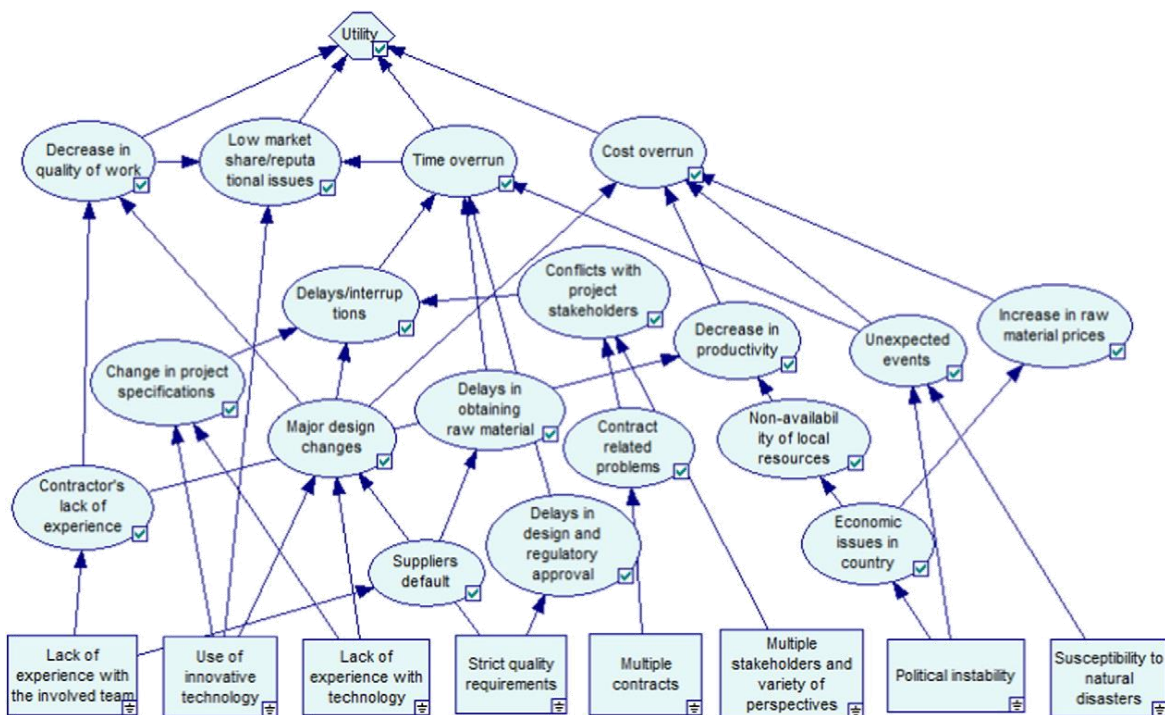 Utility
Decrease in
quality of work
Low market
share/reputa
tional issues
Time overrun
Cost overrun
Delays/interrup
tions
Conflicts with
project
stakeholders
Decrease in
productivity
Unexpected
events
Increase in raw
material prices
Change in project
specifications
Major design
changes
Delays in
obtaining
raw material
Contract
related
problems
Non-availabil
ity of local
resources
Contractor's
lack of
experience
Suppliers
default
Delays in
design and
regulatory
approval
Economic
issues in
country
Lack of
experience with
the involved team
Use of
innovative
technology
Lack of
experience with
technology
Strict quality
requirements
Multiple
contracts
Multiple
stakeholders and
variety of
perspectives
Political instability
Susceptibility to
natural
disasters